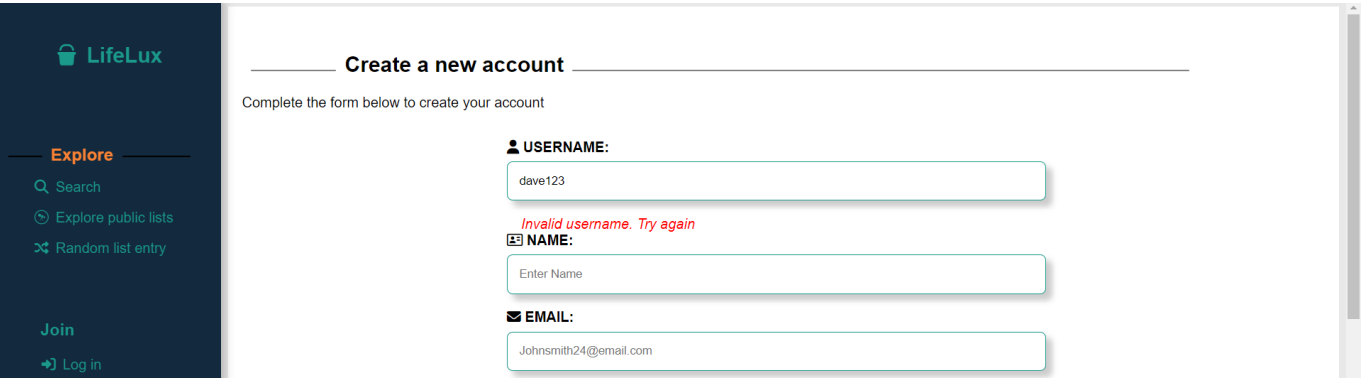 LifeLux
Explore
Search
Explore public lists
Random list entry
Join
Log in
Create a new account
Complete the form below to create your account
USERNAME:
dave123
Invalid username. Try again
NAME:
Enter Name
EMAIL:
Johnsmith24@email.com